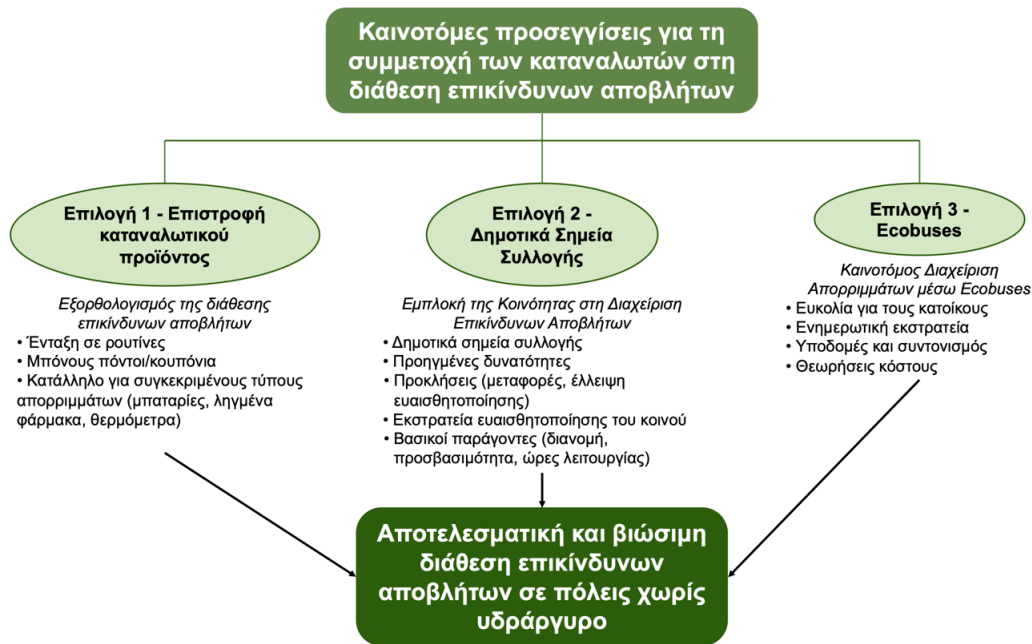 Καινοτόμες προσεγγίσεις για τη
συμμετοχή των καταναλωτών στη
διάθεση επικίνδυνων αποβλήτων
Επιλογή 1 - Επιστροφή
καταναλωτικού
προϊόντος
Εξορθολογισμός της διάθεσης
επικίνδυνων αποβλήτων
• Ένταξη σε ρουτίνες
• Μπόνους πόντοι/κουπόνια
• Κατάλληλο για συγκεκριμένους τύπους
απορριμμάτων (μπαταρίες, ληγμένα
φάρμακα, θερμόμετρα)
Επιλογή 2 -
Δημοτικά Σημεία
Συλλογής
Εμπλοκή της Κοινότητας στη Διαχείριση
Επικίνδυνων Αποβλήτων
• Δημοτικά σημεία συλλογής
• Προηγμένες δυνατότητες
• Προκλήσεις (μεταφορές, έλλειψη
ευαισθητοποίησης)
• Εκστρατεία ευαισθητοποίησης του κοινού
• Βασικοί παράγοντες (διανομή,
προσβασιμότητα, ώρες λειτουργίας)
Επιλογή 3 -
Ecobuses
Καινοτόμος Διαχείριση
Απορριμμάτων μέσω Ecobuses
• Ευκολία για τους κατοίκους
• Ενημερωτική εκστρατεία
• Υποδομές και συντονισμός
• Θεωρήσεις κόστους
Αποτελεσματική και βιώσιμη
διάθεση επικίνδυνων
αποβλήτων σε πόλεις χωρίς
υδράργυρο